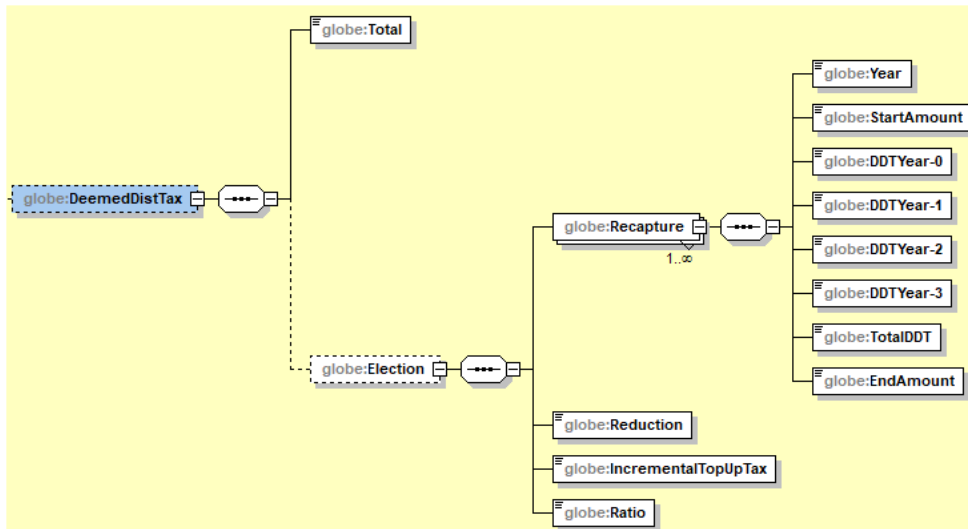 globe:Total
globe:Year
globe:StartAmount
globe:DDTYear-0
globe:DeemedDistTax
globe:DDTYear-1
globe:Recapture
1..∞
globe:DDTYear-2
globe:DDTYear-3
globe:TotalDDT
globe:Election
globe:EndAmount
globe:Reduction
globe:IncrementalTopUpTax
globe:Ratio